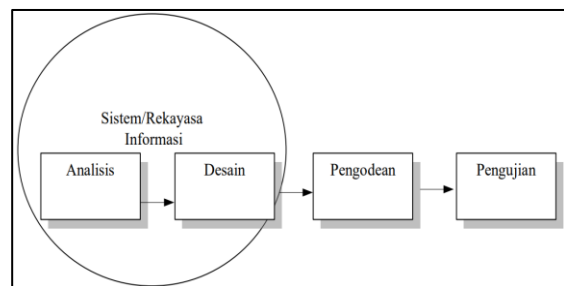 Sistem/Rekayasa
Informasi
Analisis
Desain
Pengodean
Pengujian